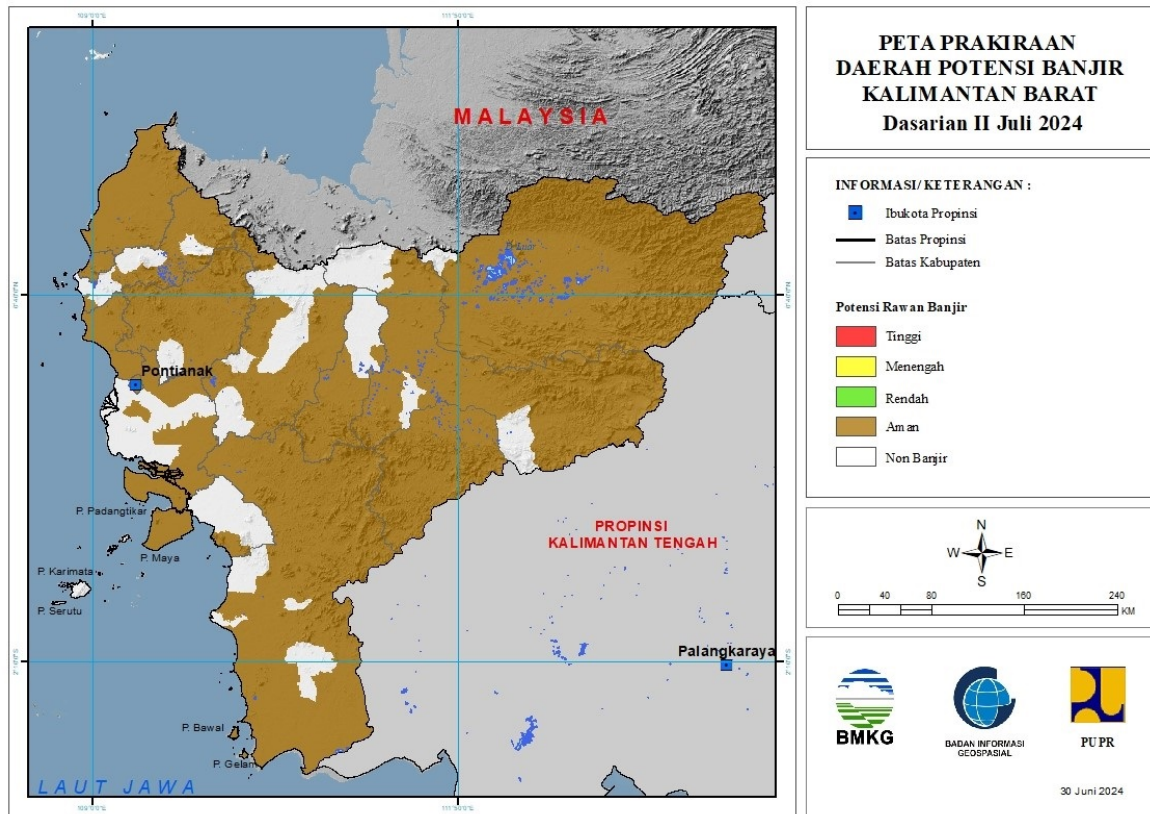 PETA PRAKIRAAN
DAERAH POTENSI BANJIR
KALIMANTAN BARAT
Dasarian II Juli 2024
INFORMASI/ KETERANGAN :
Ibukota Propinsi
Batas Propinsi
Batas Kabupaten
Potensi Rawan Banjir
Tinggi
Menengah
Rendah
Aman
Non Banjir
N
W E
S
0 40 80 160 240
KM
BMKG
BADAN INFORMASI
GEOSPASIAL
PUPR
30 Juni 2024
MALAYSIA
Pontianak
P. Padangtikar
P. Maya
P. Karimata
P. Serutu
PROPINSI
KALIMANTAN TENGAH
Palangkaraya
P. Bawal
P. Gelam
LAUT JAWA